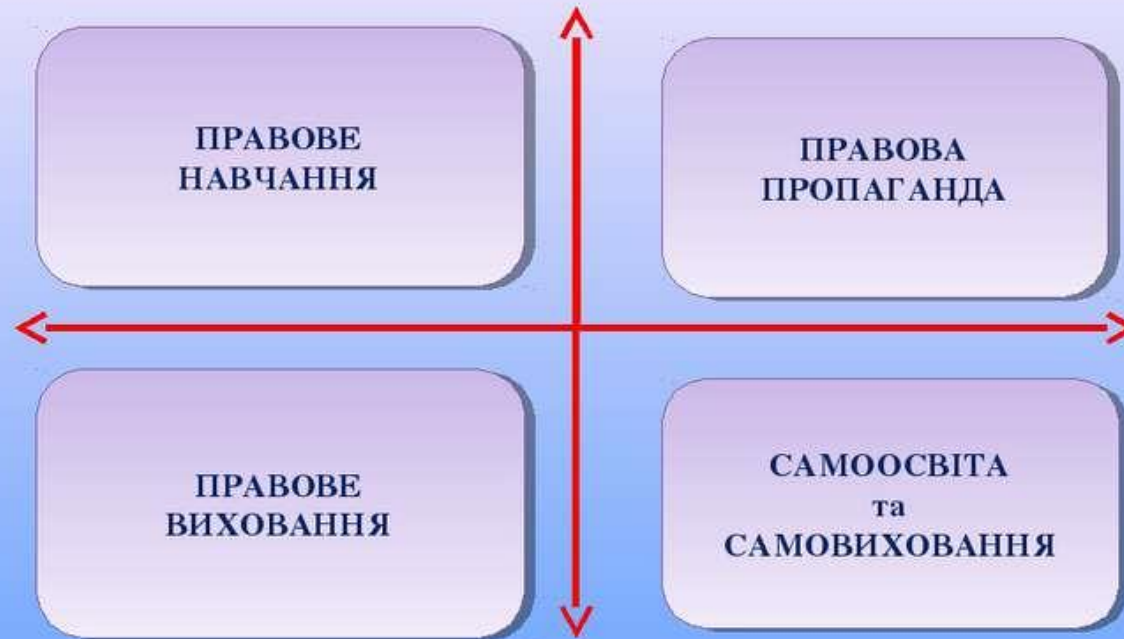 ПРАВОВЕ
НАВЧАННЯ
ПРАВОВА
ПРОПАГАНДА
ПРАВОВЕ
ВИХОВАННЯ
САМООСВІТА
та
САМОВИХОВАННЯ